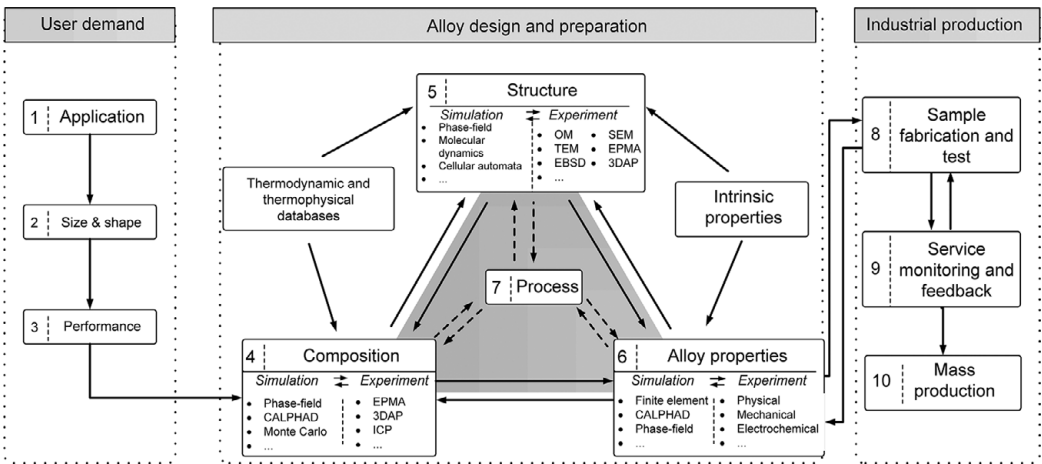 User demand
Alloy design and preparation
Industrial production
1 Application
2 Size & shape
3 Performance
5 Structure
Simulation Experiment
• Phase-field
• Molecular
dynamics
• Cellular automata
• ...
• OM • SEM
• TEM • EPMA
• EBSD • 3DAP
• ...
Thermodynamic and
thermophysical
databases
Intrinsic
properties
7 Process
4 Composition
Simulation Experiment
• Phase-field
• CALPHAD
• Monte Carlo
• ...
• EPMA
• 3DAP
• ICP
• ...
6 Alloy properties
Simulation Experiment
• Finite element
• CALPHAD
• Phase-field
• ...
• Physical
• Mechanical
• Electrochemical
• ...
8 Sample
fabrication and
test
9 Service
monitoring and
feedback
10 Mass
production